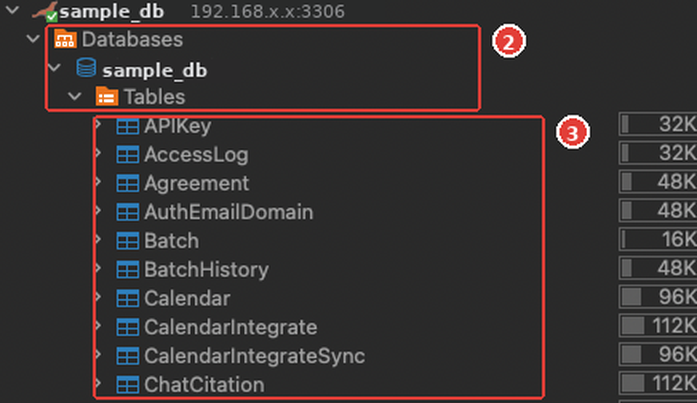 sample_db 192.168.x.x:3306
Databases 2
sample_db
Tables
APIKey 32K
3
AccessLog 32K
Agreement 48K
AuthEmailDomain 48K
Batch 16K
BatchHistory 48K
Calendar 96K
CalendarIntegrate 112K
CalendarIntegrateSync 96K
ChatCitation 112K